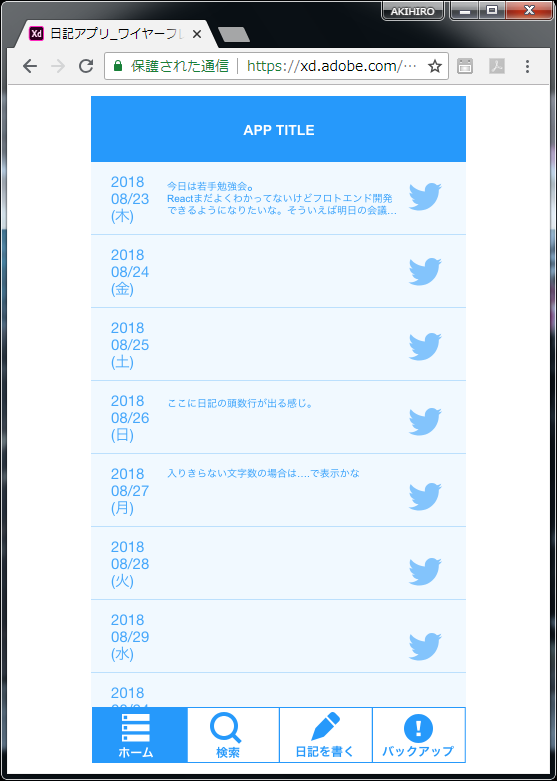 AKIHIRO
Xd 日記アプリ_ワイヤーフレ
保護された通信 | https://xd.adobe.com/…
APP TITLE
2018
08/23
(木)
今日は若手勉強会。
Reactまだよくわかってないけどフロトエンド開発
できるようになりたいな。そういえば明日の会議…
2018
08/24
(金)
2018
08/25
(土)
2018
08/26
(日)
ここに日記の頭数行が出る感じ。
2018
08/27
(月)
入りきらない文字数の場合は....で表示かな
2018
08/28
(火)
2018
08/29
(水)
2018
ホーム
検索
日記を書く
バックアップ